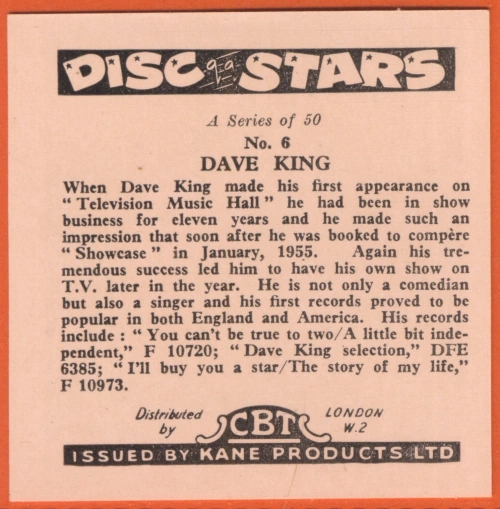 DISC STARS
A Series of 50
No. 6
DAVE KING
When Dave King made his first appearance on
“ Television Music Hall ” he had been in show
business for eleven years and he made such an
impression that soon after he was booked to compère
“ Showcase ” in January, 1955. Again his tre-
mendous success led him to have his own show on
T.V. later in the year. He is not only a comedian
but also a singer and his first records proved to be
popular in both England and America. His records
include : “ You can't be true to two/A little bit inde-
pendent,” F 10720; “ Dave King selection,” DFE
6385; “ I'll buy you a star/The story of my life,”
F 10973.
Distributed by CBT LONDON W.2
ISSUED BY KANE PRODUCTS LTD